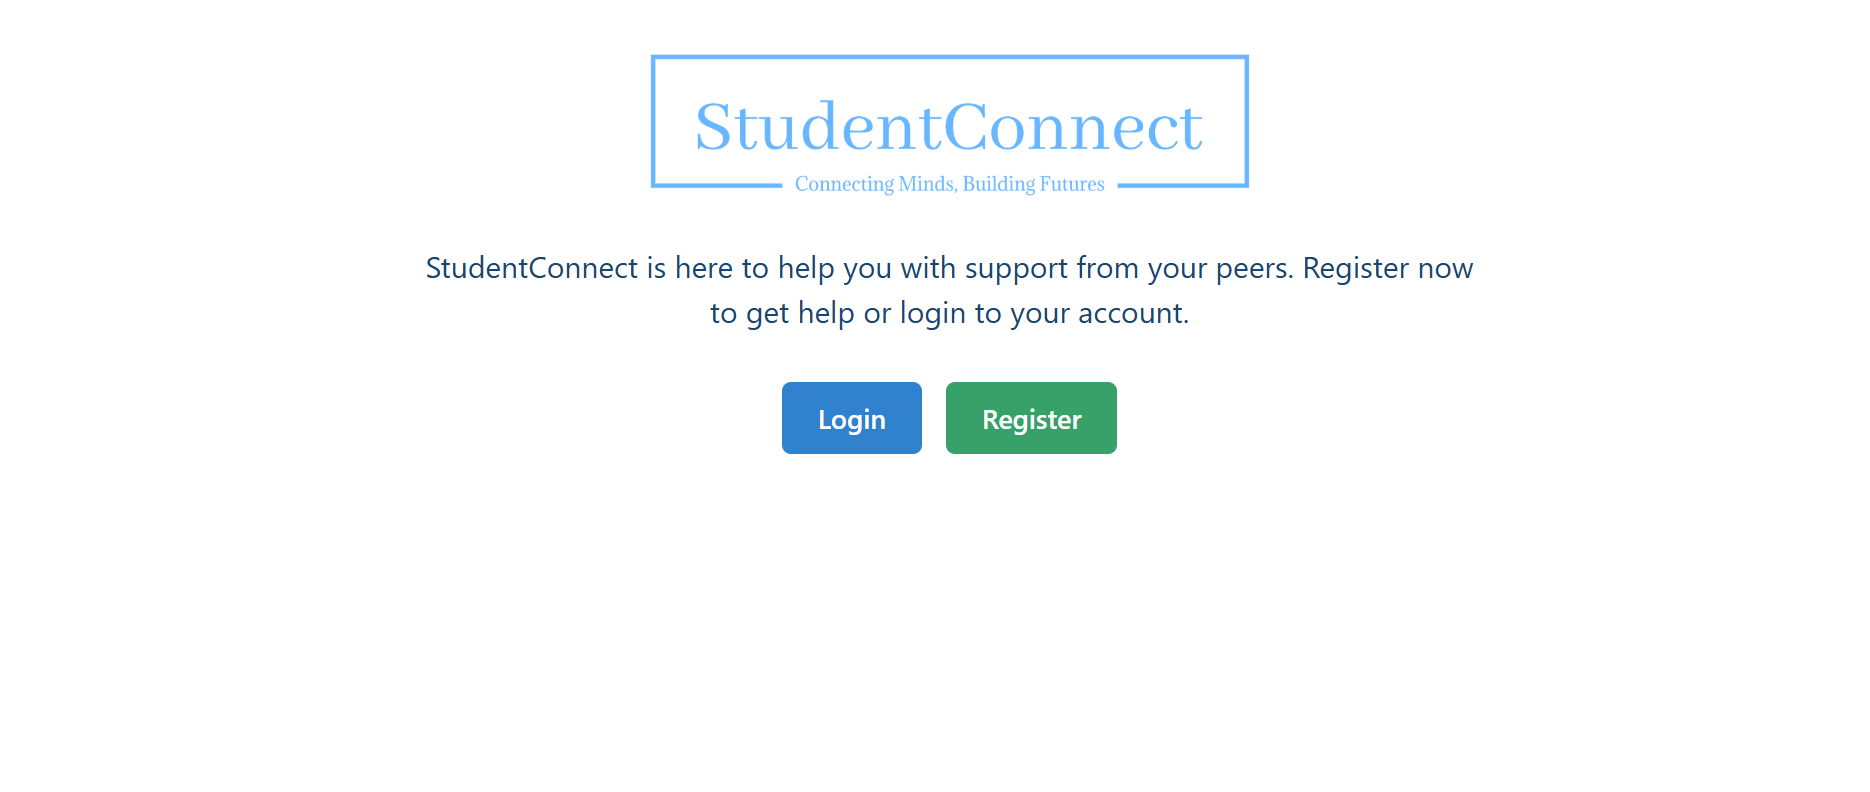 StudentConnect
Connecting Minds, Building Futures
StudentConnect is here to help you with support from your peers. Register now
to get help or login to your account.
Login
Register